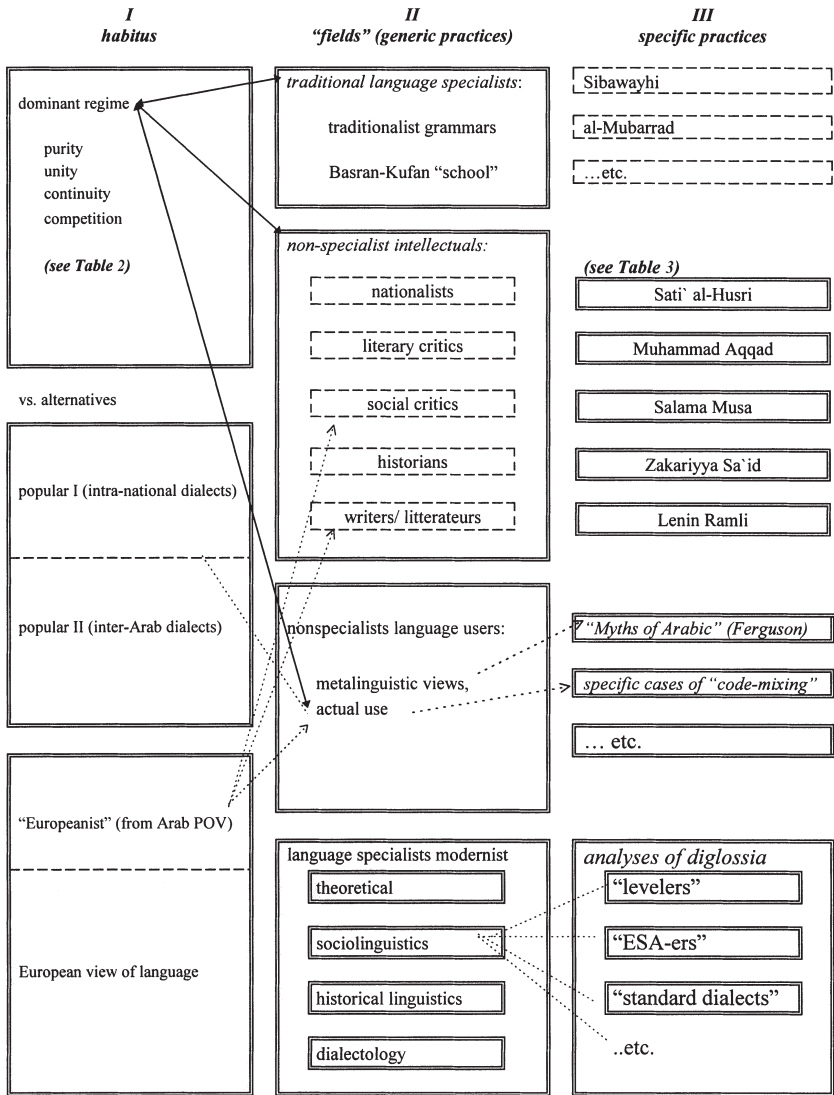 I
habitus
II
"fields" (generic practices)
III
specific practices
dominant regime
purity
unity
continuity
competition
(see Table 2)
vs. alternatives
popular I (intra-national dialects)
popular II (inter-Arab dialects)
"Europeanist" (from Arab POV)
European view of language
traditional language specialists:
traditionalist grammars
Basran-Kufan "school"
non-specialist intellectuals:
nationalists
literary critics
social critics
historians
writers/ litterateurs
nonspecialists language users:
metalinguistic views,
actual use
language specialists modernist
theoretical
sociolinguistics
historical linguistics
dialectology
Sibawayhi
al-Mubarrad
…etc.
(see Table 3)
Sati` al-Husri
Muhammad Aqqad
Salama Musa
Zakariyya Sa`id
Lenin Ramli
"Myths of Arabic" (Ferguson)
specific cases of "code-mixing"
… etc.
analyses of diglossia
"levelers"
"ESA-ers"
"standard dialects"
..etc.